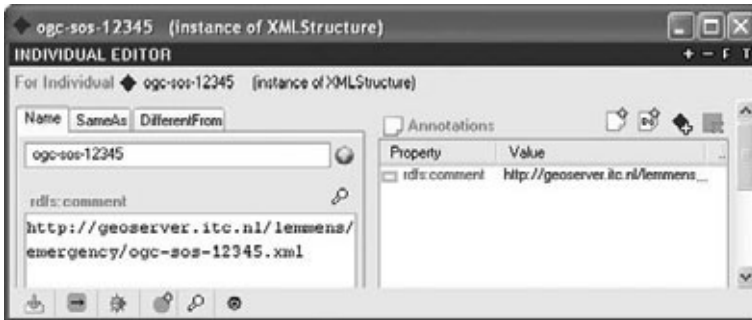 ogc-sos-12345 (instance of XMLStructure)
INDIVIDUAL EDITOR + − F T
For Individual ogc-sos-12345 (instance of XMLStructure)
Name SameAs DifferentFrom
ogc-sos-12345
rdfs:comment
http://geoserver.itc.nl/lemmens/
emergency/ogc-sos-12345.xml
Annotations
Property Value ..
rdfs:comment http://geoserver.itc.nl/lemmens...